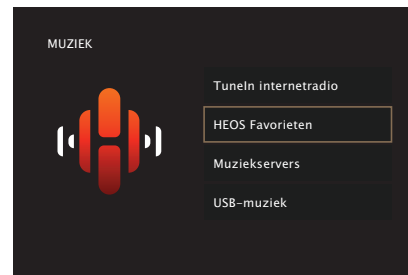 MUZIEK
TuneIn internetradio
HEOS Favorieten
Muziekservers
USB-muziek